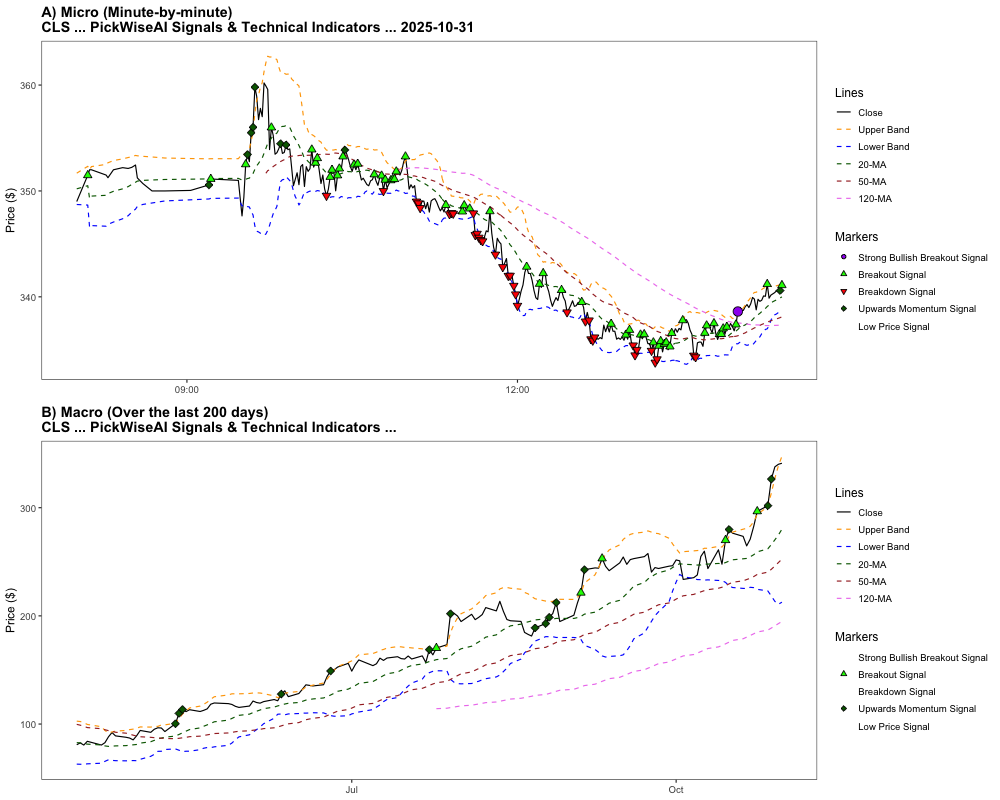 A) Micro (Minute-by-minute)
CLS ... PickWiseAI Signals & Technical Indicators ... 2025-10-31
Price ($)
360
350
340
09:00
12:00
Lines
Close
Upper Band
Lower Band
20-MA
50-MA
120-MA
Markers
Strong Bullish Breakout Signal
Breakout Signal
Breakdown Signal
Upwards Momentum Signal
Low Price Signal
B) Macro (Over the last 200 days)
CLS ... PickWiseAI Signals & Technical Indicators ...
Price ($)
300
200
100
Jul
Oct
Lines
Close
Upper Band
Lower Band
20-MA
50-MA
120-MA
Markers
Strong Bullish Breakout Signal
Breakout Signal
Breakdown Signal
Upwards Momentum Signal
Low Price Signal